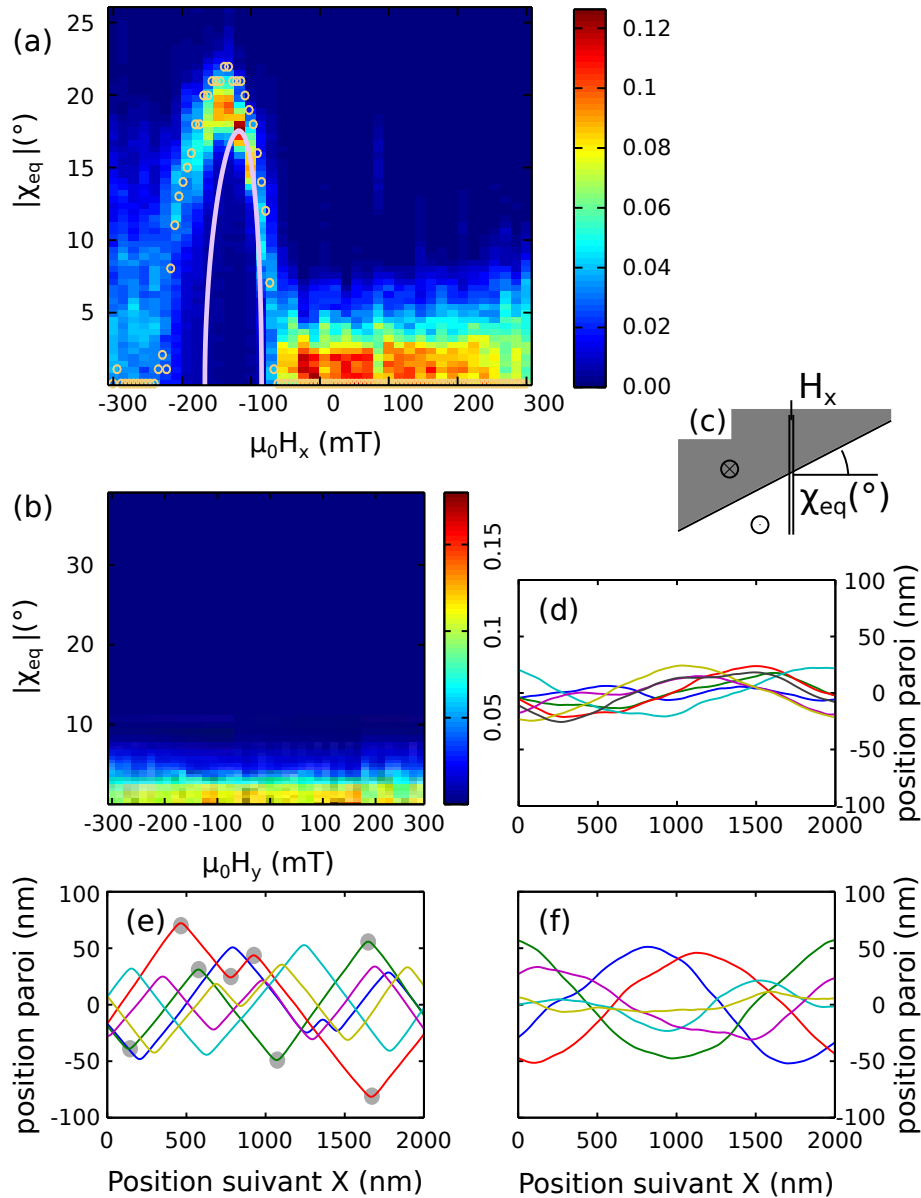 (a)
|χeq|(°)
25
20
15
10
5
-300 -200 -100 0 100 200 300
μ0Hx (mT)
0.12
0.10
0.08
0.06
0.04
0.02
0.00
(c)
Hx
χeq(°)
(b)
|χeq|(°)
30
20
10
-300 -200 -100 0 100 200 300
μ0Hy (mT)
0.15
0.1
0.05
(d)
100
50
0
-50
-100
position paroi (nm)
0 500 1000 1500 2000
(e)
position paroi (nm)
100
50
0
-50
-100
0 500 1000 1500 2000
Position suivant X (nm)
(f)
100
50
0
-50
-100
position paroi (nm)
0 500 1000 1500 2000
Position suivant X (nm)